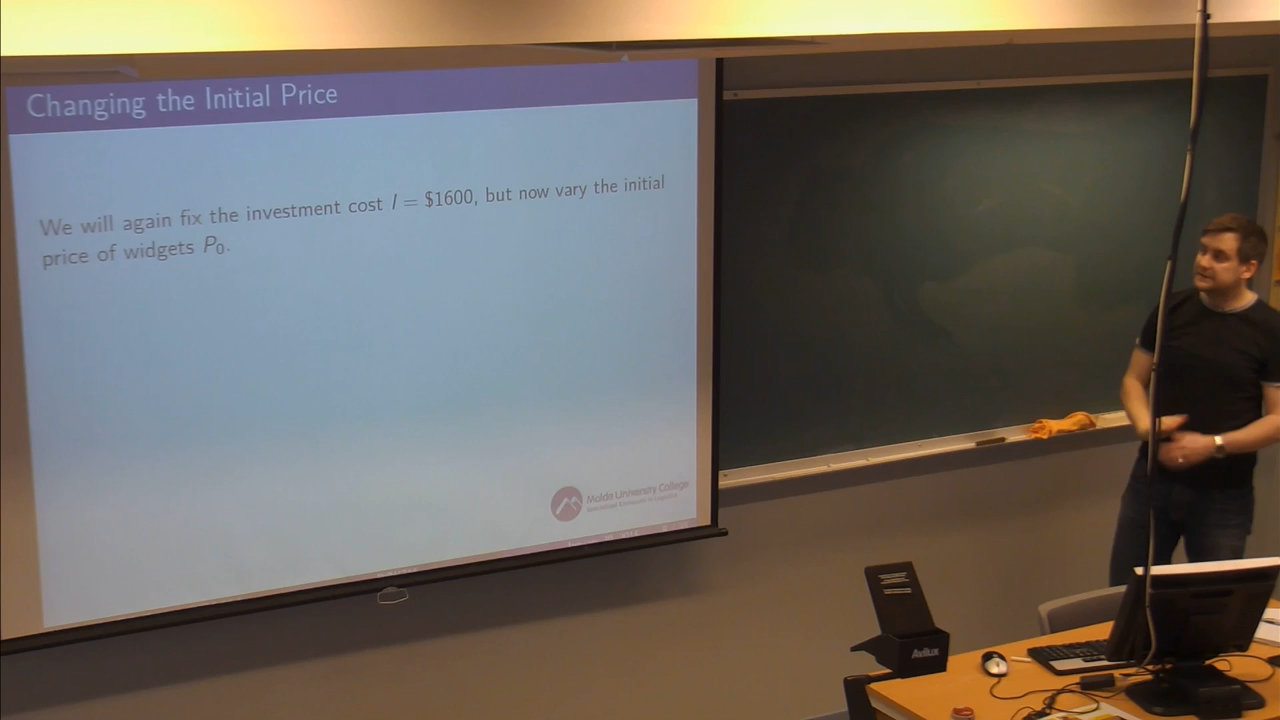 Changing the Initial Price
We will again fix the investment cost I = $1600, but now vary the initial
price of widgets P₀.
Molde University College
Avilux